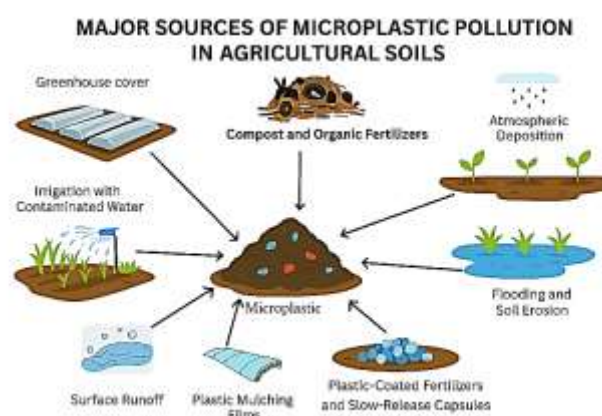 MAJOR SOURCES OF MICROPLASTIC POLLUTION
IN AGRICULTURAL SOILS
Greenhouse cover
Compost and Organic Fertilizers
Atmospheric
Deposition
Irrigation with
Contaminated Water
Microplastic
Flooding and
Soil Erosion
Surface Runoff
Plastic Mulching
Films
Plastic-Coated Fertilizers
and Slow-Release Capsules